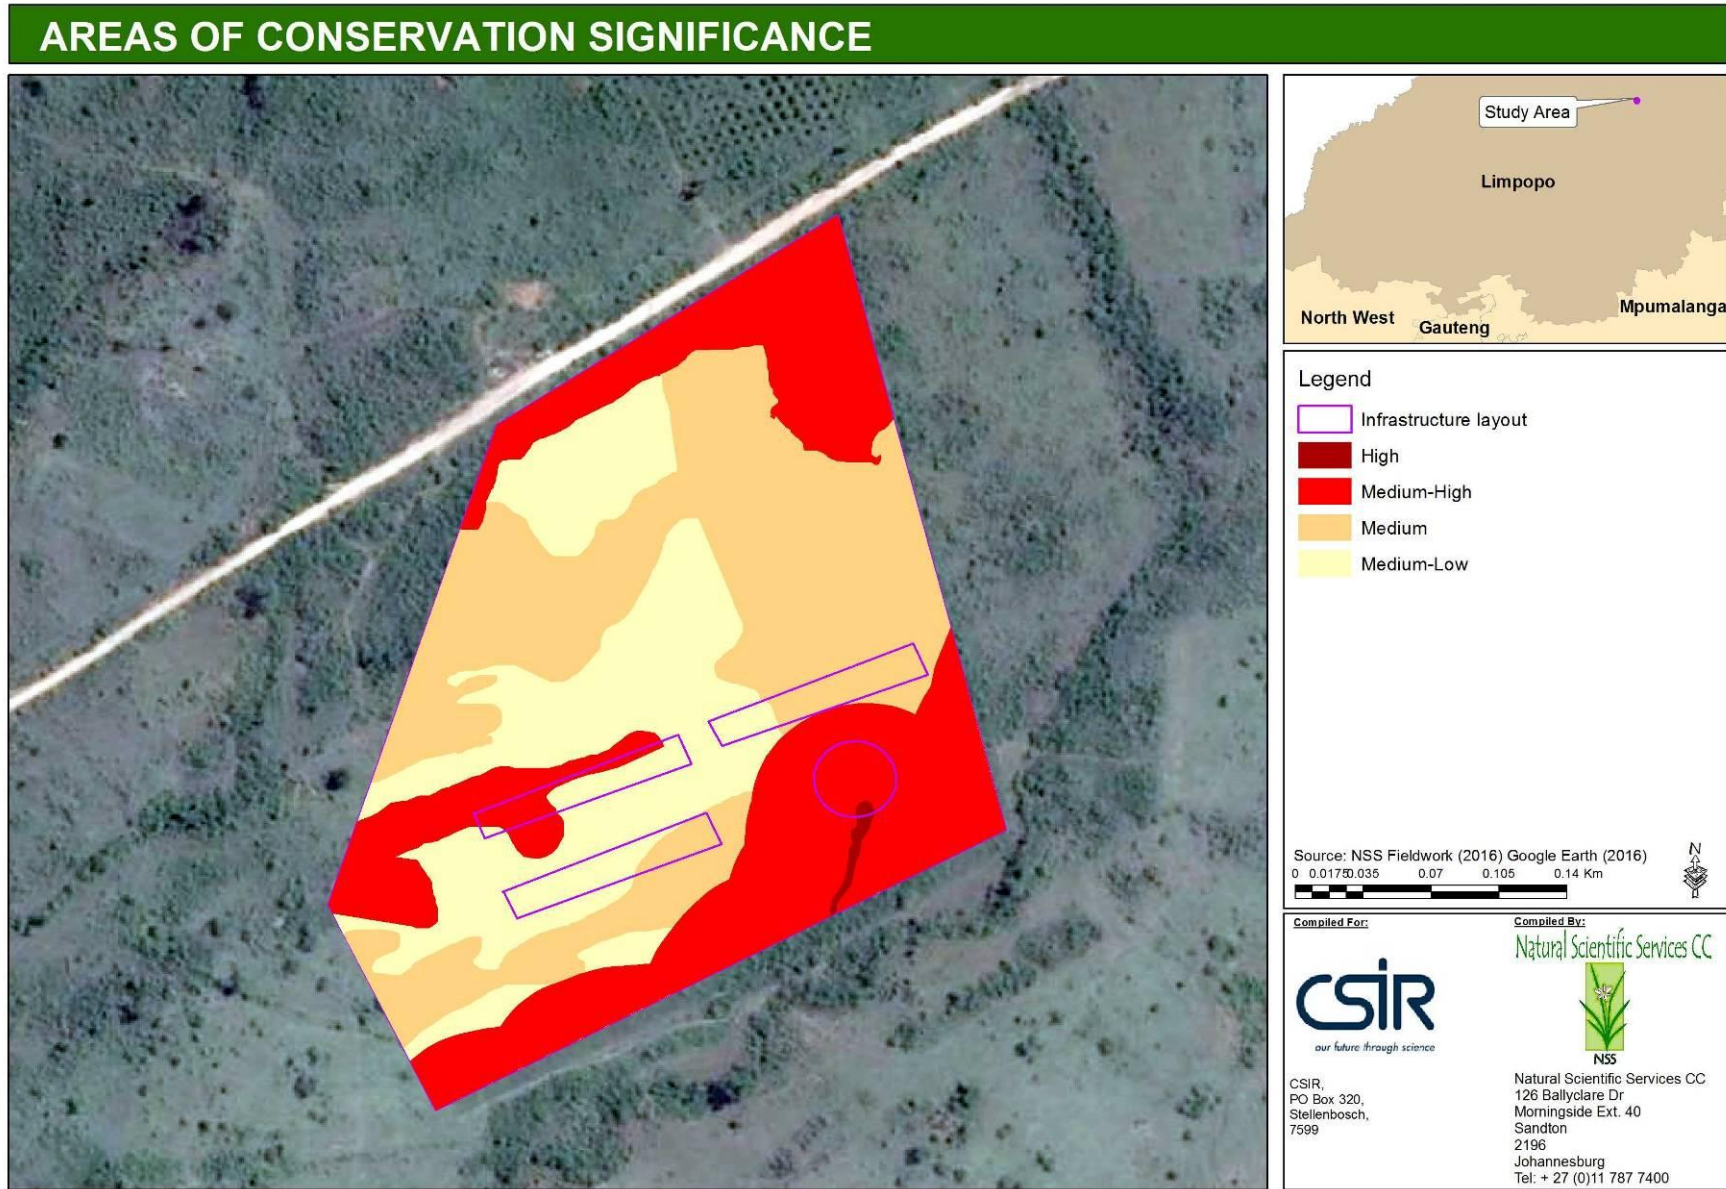 AREAS OF CONSERVATION SIGNIFICANCE
Study Area
Limpopo
North West
Gauteng
Mpumalanga
Legend
Infrastructure layout
High
Medium-High
Medium
Medium-Low
Source: NSS Fieldwork (2016) Google Earth (2016)
N
0 0.0175 0.035 0.07 0.105 0.14 Km
Compiled For:
CSIR
our future through science
CSIR,
PO Box 320,
Stellenbosch,
7599
Compiled By:
Natural Scientific Services CC
NSS
Natural Scientific Services CC
126 Ballyclare Dr
Morningside Ext. 40
Sandton
2196
Johannesburg
Tel: + 27 (0)11 787 7400